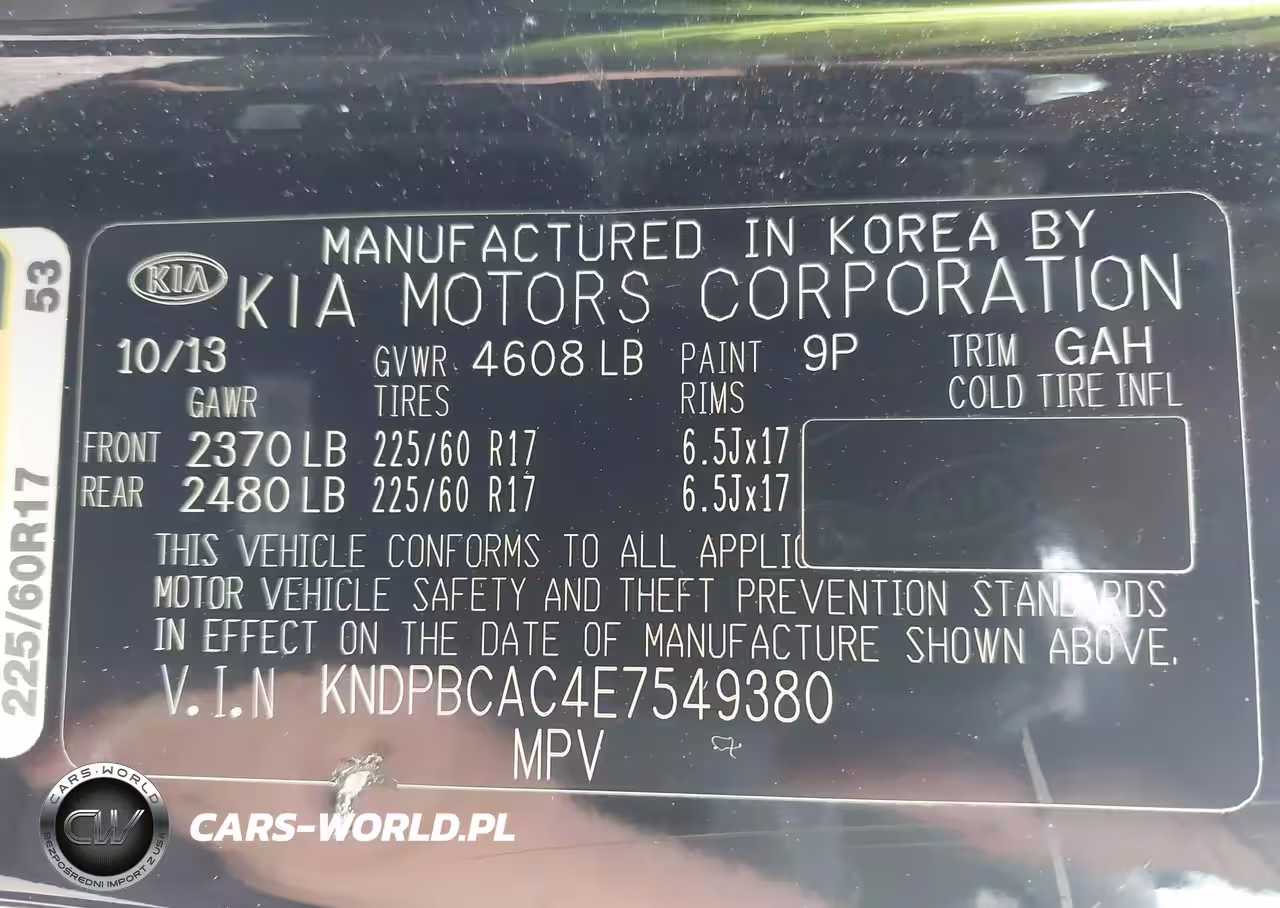 MANUFACTURED IN KOREA BY
KIA KIA MOTORS CORPORATION
10/13 GVWR 4608 LB PAINT 9P TRIM GAH
GAWR TIRES RIMS COLD TIRE INFL
FRONT 2370 LB 225/60 R17 6.5Jx17
REAR 2480 LB 225/60 R17 6.5Jx17
THIS VEHICLE CONFORMS TO ALL
MOTOR VEHICLE SAFETY AND THEFT PREVENTION STANDARDS
IN EFFECT ON THE DATE OF MANUFACTURE SHOWN ABOVE.
V.I.N KNDPBCAC4E7549380
MPV
225/60R17 53
CARS-WORLD
CW
BEZPOŚREDNI IMPORT Z USA
CARS-WORLD.PL